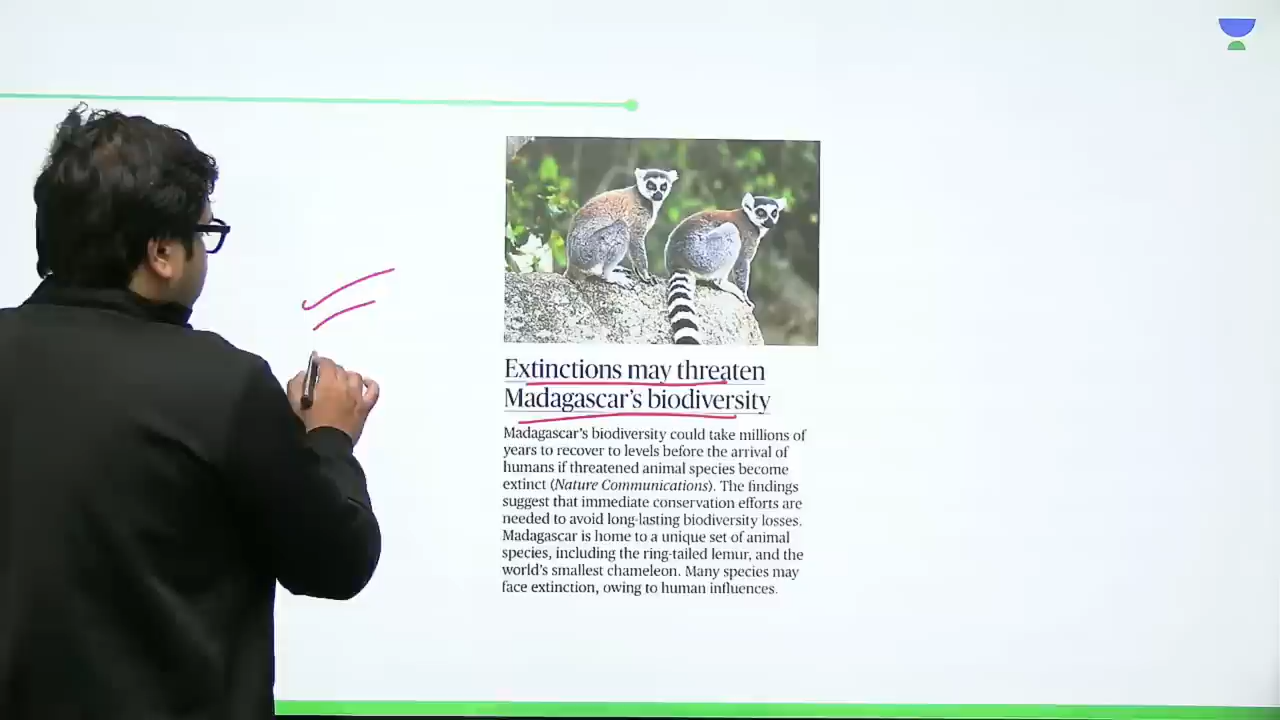 Extinctions may threaten
Madagascar's biodiversity
Madagascar's biodiversity could take millions of
years to recover to levels before the arrival of
humans if threatened animal species become
extinct (Nature Communications). The findings
suggest that immediate conservation efforts are
needed to avoid long-lasting biodiversity losses.
Madagascar is home to a unique set of animal
species, including the ring-tailed lemur, and the
world's smallest chameleon. Many species may
face extinction, owing to human influences.